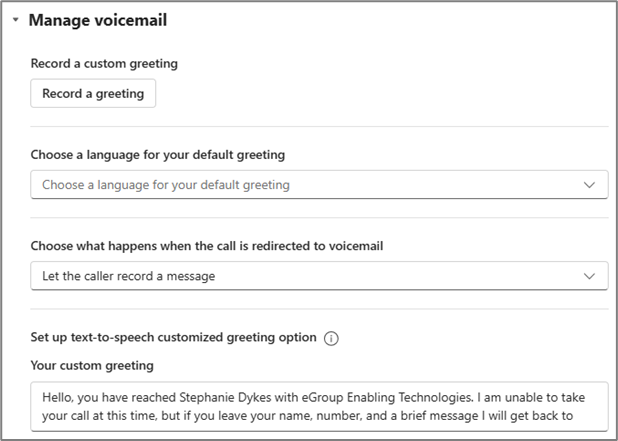 Manage voicemail
Record a custom greeting
Record a greeting
Choose a language for your default greeting
Choose a language for your default greeting
Choose what happens when the call is redirected to voicemail
Let the caller record a message
Set up text-to-speech customized greeting option
Your custom greeting
Hello, you have reached Stephanie Dykes with eGroup Enabling Technologies. I am unable to take
your call at this time, but if you leave your name, number, and a brief message I will get back to